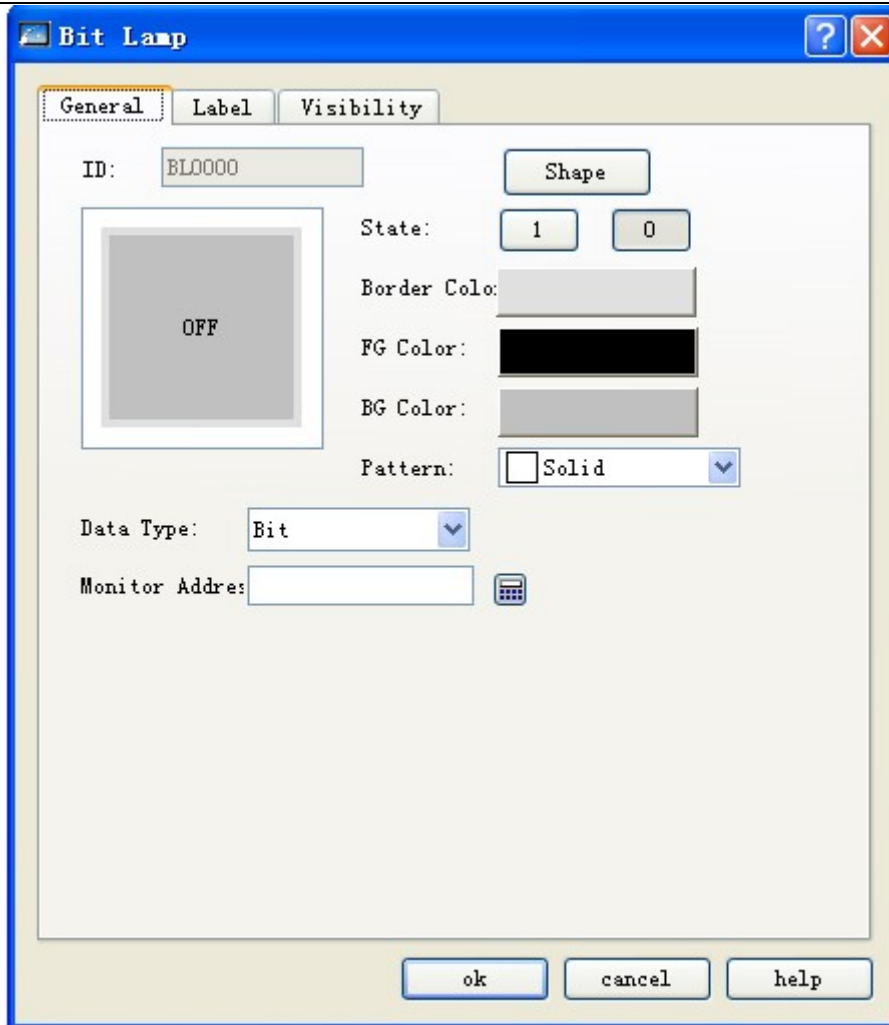 Bit Lamp
General Label Visibility
ID: BL0000 Shape
State: 1 0
Border Colo
OFF
FG Color:
BG Color:
Pattern: Solid
Data Type: Bit
Monitor Addres
ok cancel help